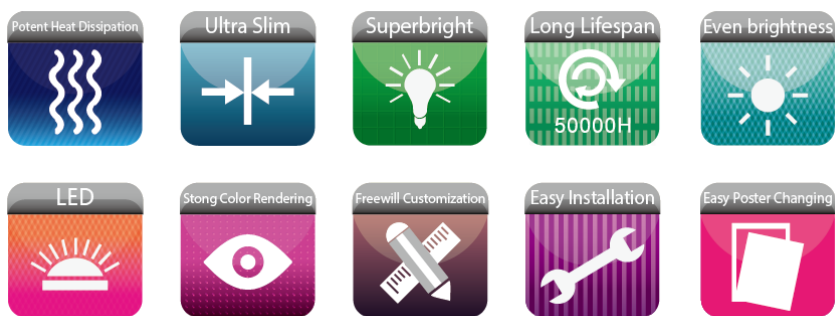 Potent Heat Dissipation
Ultra Slim
Superbright
Long Lifespan
50000H
Even brightness
LED
Stong Color Rendering
Freewill Customization
Easy Installation
Easy Poster Changing